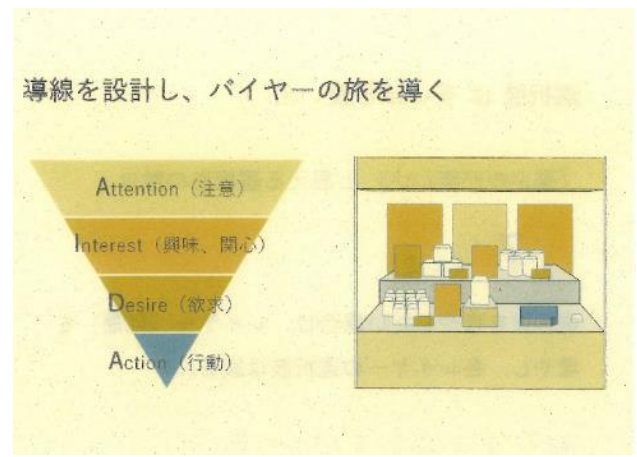 導線を設計し、バイヤーの旅を導く
Attention（注意）
Interest（興味、関心）
Desire（欲求）
Action（行動）